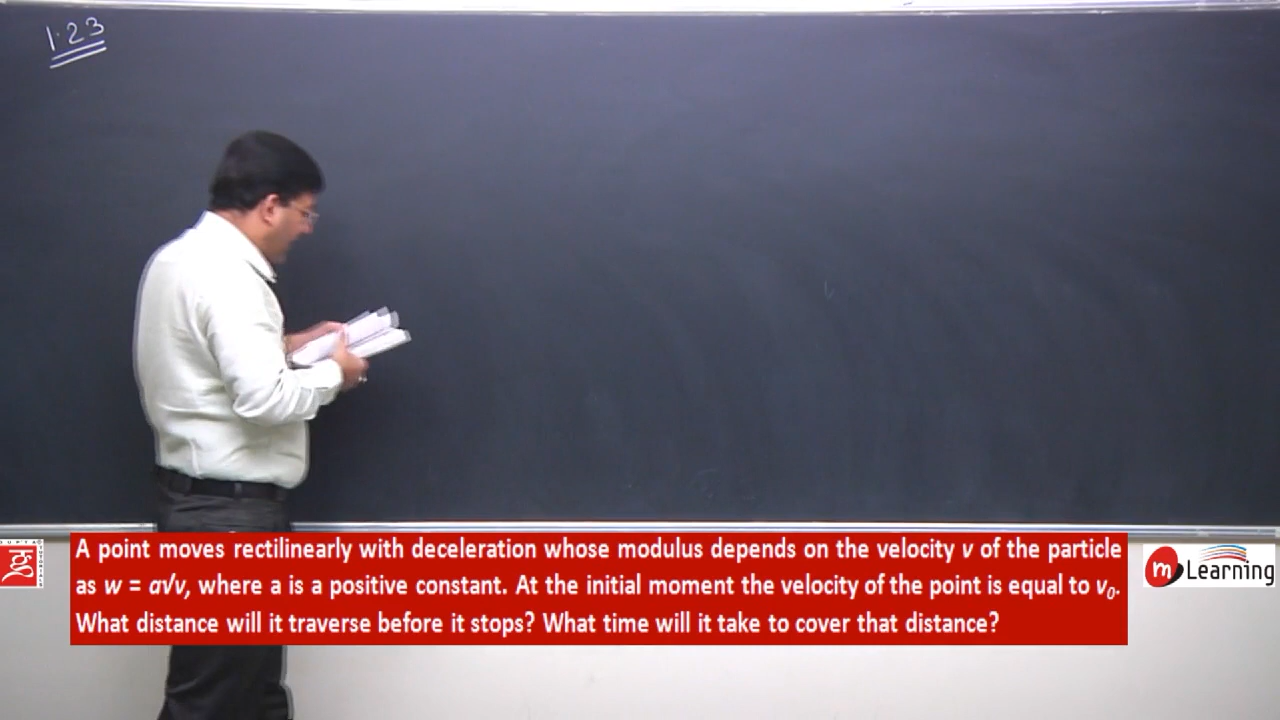 1.23
A point moves rectilinearly with deceleration whose modulus depends on the velocity v of the particle
as w = a√v, where a is a positive constant. At the initial moment the velocity of the point is equal to v₀.
What distance will it traverse before it stops? What time will it take to cover that distance?
m Learning